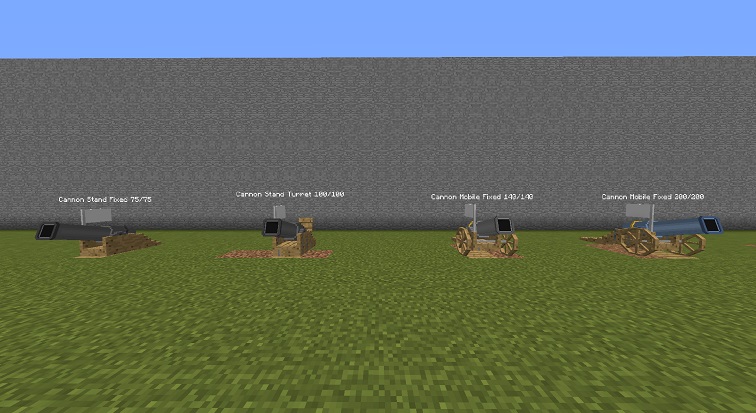 Cannon Stand Fixed 75/75
Cannon Stand Turret 100/100
Cannon Mobile Fixed 140/140
Cannon Mobile Fixed 200/200